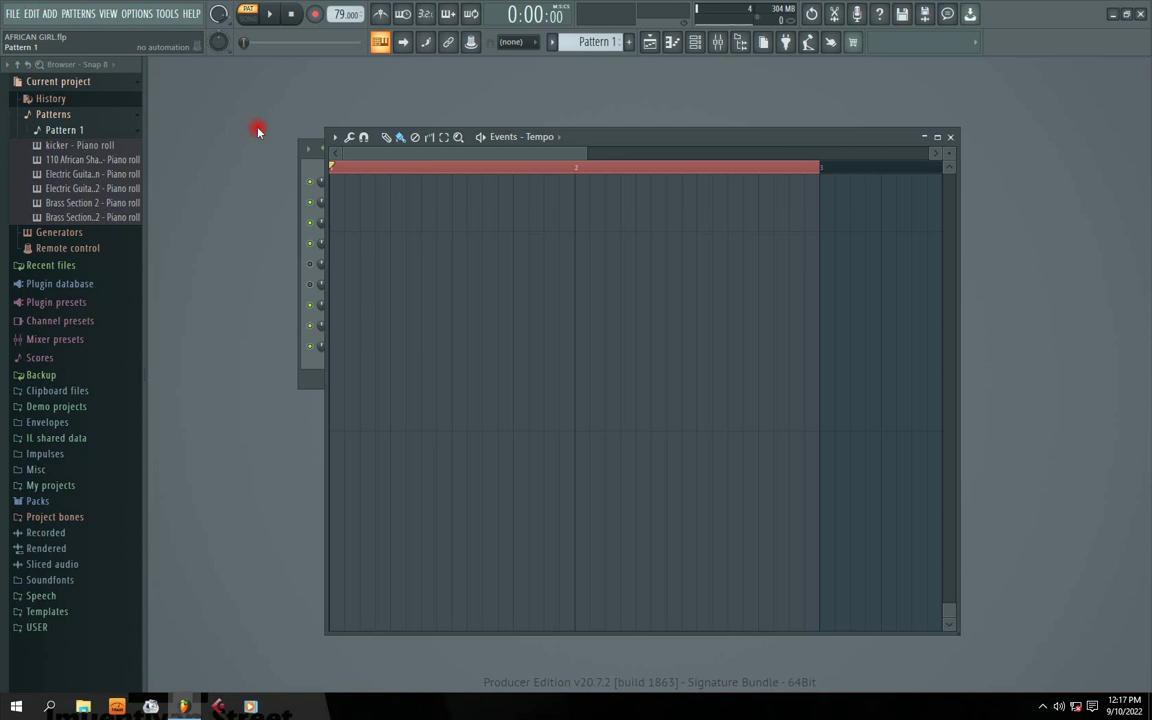 FILE EDIT ADD PATTERNS VIEW OPTIONS TOOLS HELP
PAT
SONG
79.000
3.2:
0:00:00
M:S:CS
4
304 MB
0
AFRICAN GIRL.flp
Pattern 1
no automation
(none)
Pattern 1
Browser - Snap 8
Current project
History
Patterns
Pattern 1
kicker - Piano roll
110 African Sha..- Piano roll
Electric Guita..n - Piano roll
Electric Guita..2 - Piano roll
Brass Section 2 - Piano roll
Brass Section..2 - Piano roll
Generators
Remote control
Recent files
Plugin database
Plugin presets
Channel presets
Mixer presets
Scores
Backup
Clipboard files
Demo projects
Envelopes
IL shared data
Impulses
Misc
My projects
Packs
Project bones
Recorded
Rendered
Sliced audio
Soundfonts
Speech
Templates
USER
Events - Tempo
2
3
Producer Edition v20.7.2 [build 1863] - Signature Bundle - 64Bit
12:17 PM
9/10/2022